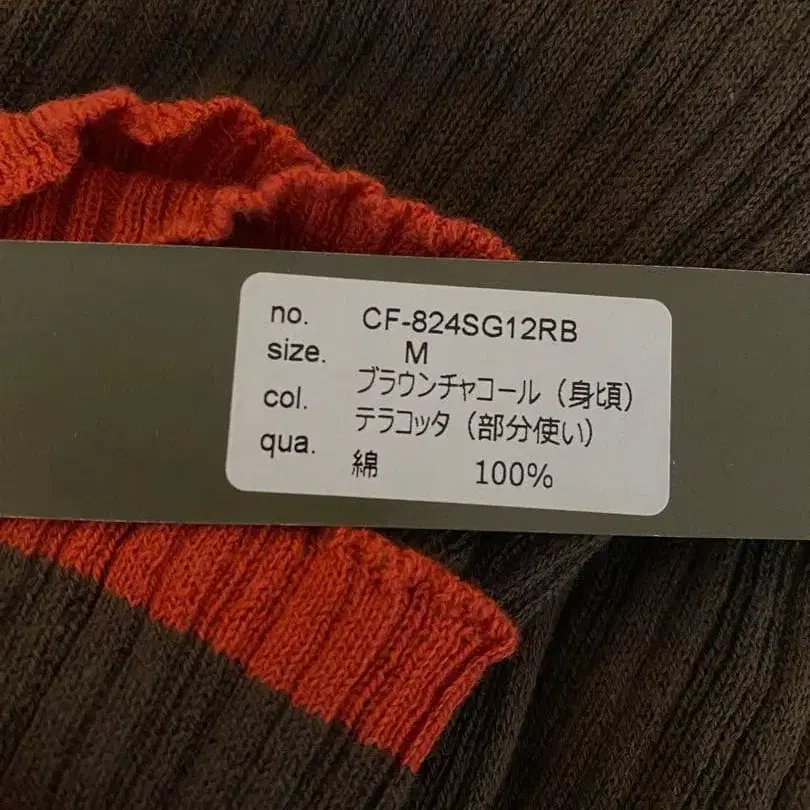 no. CF-824SG12RB
size. M
col. ブラウンチャコール（身頃）
テラコッタ（部分使い）
qua. 綿 100%